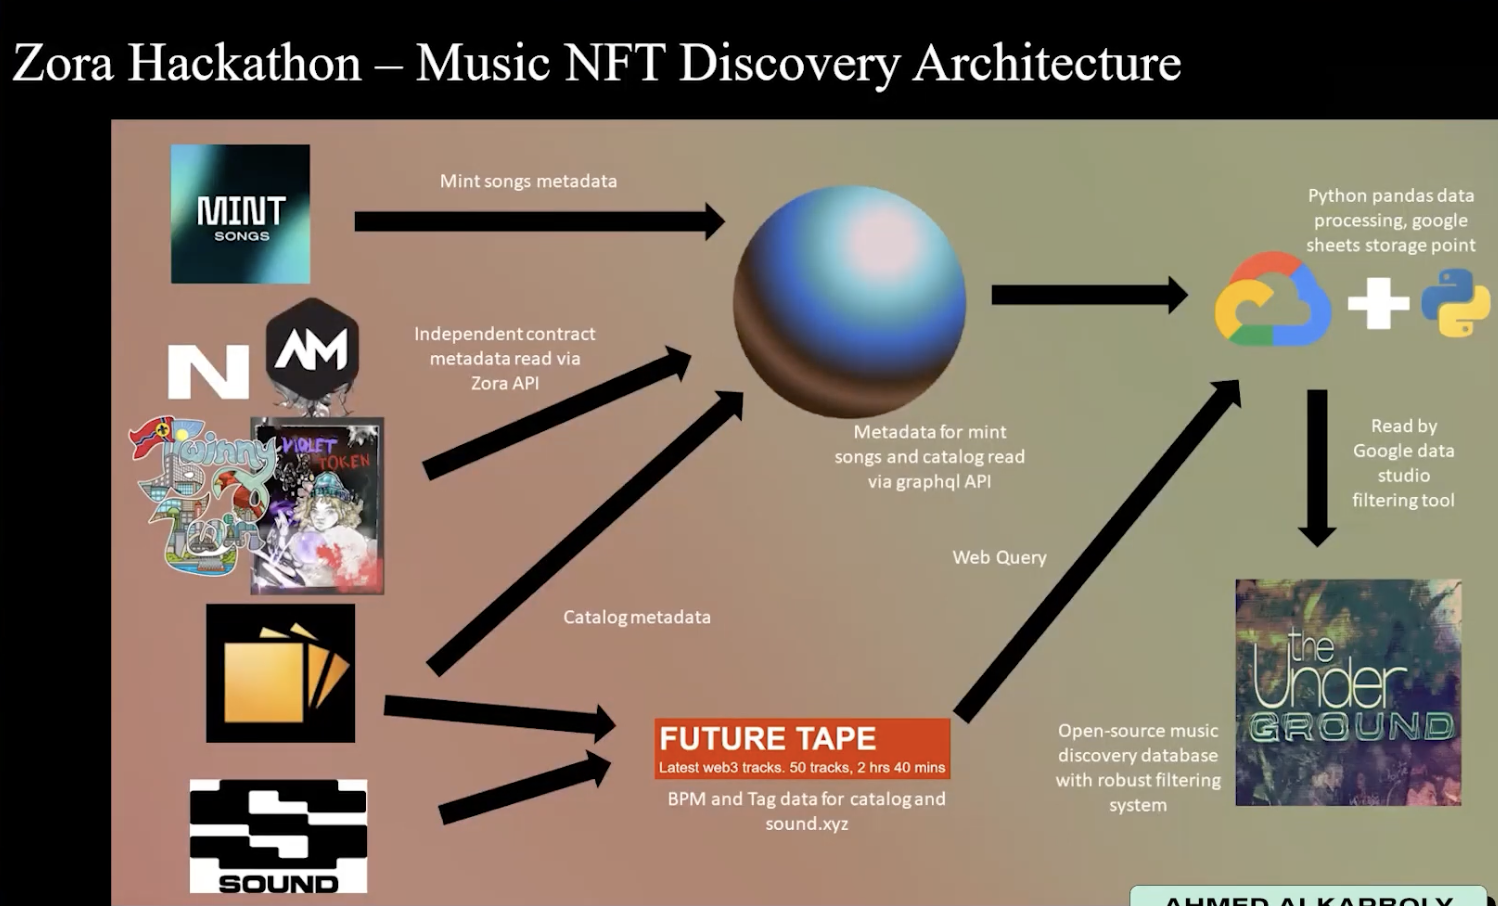 Zora Hackathon – Music NFT Discovery Architecture
MINT
SONGS
Mint songs metadata
Python pandas data
processing, google
sheets storage point
N
AM
Independent contract
metadata read via
Zora API
Twinny
VIOLET
TOKEN
Twin
Metadata for mint
songs and catalog read
via graphql API
Read by
Google data
studio
filtering tool
Web Query
Catalog metadata
the
Under
GROUND
FUTURE TAPE
Latest web3 tracks. 50 tracks, 2 hrs 40 mins
BPM and Tag data for catalog and
sound.xyz
Open-source music
discovery database
with robust filtering
system
SOUND